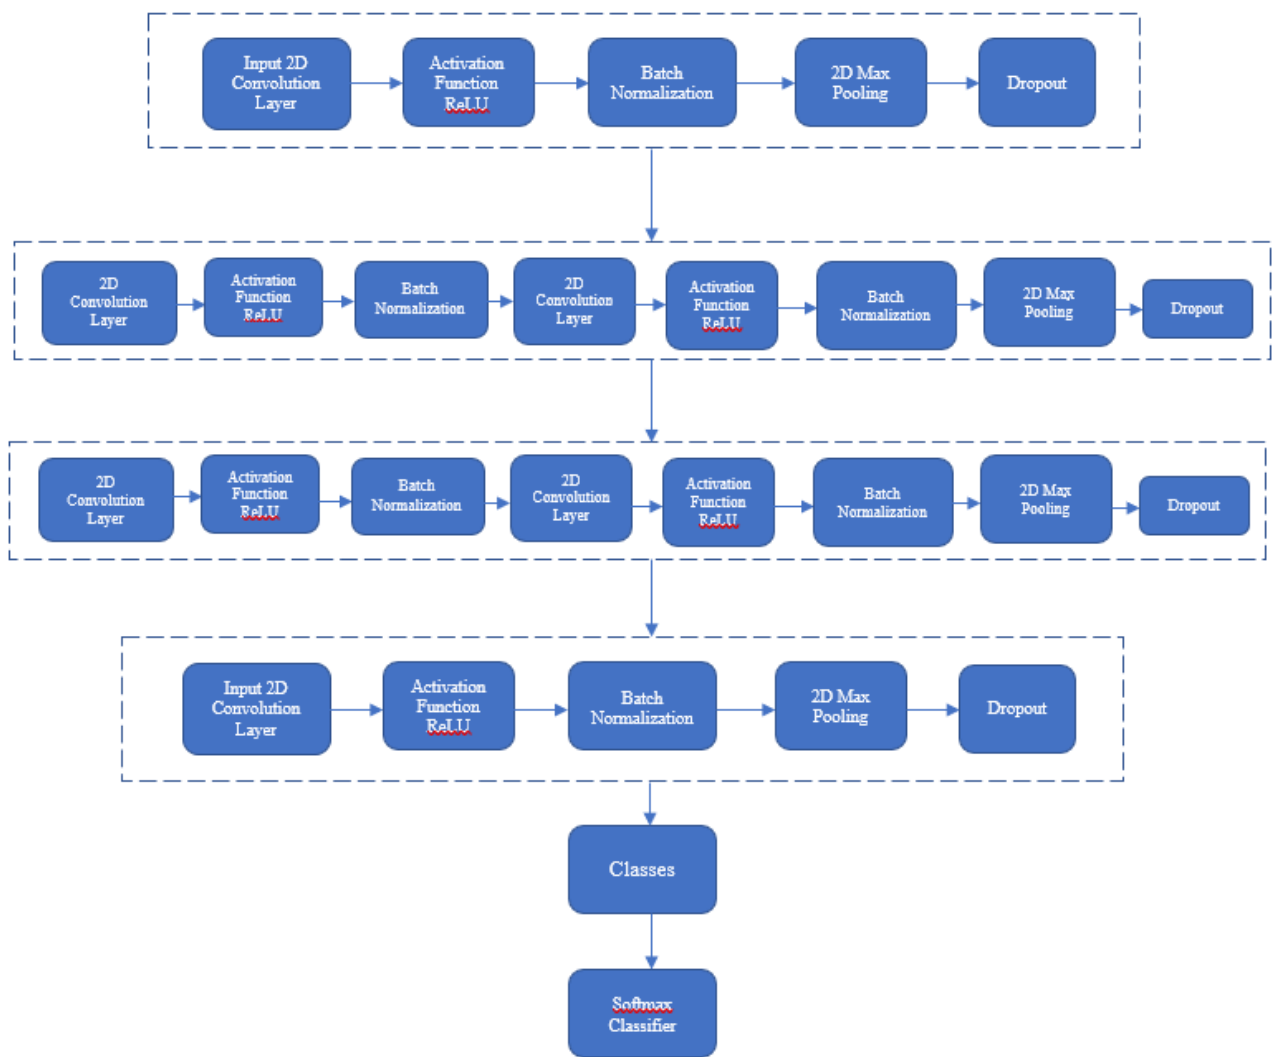 Input 2D
Convolution
Layer
Activation
Function
ReLU
Batch
Normalization
2D Max
Pooling
Dropout
2D
Convolution
Layer
Activation
Function
ReLU
Batch
Normalization
2D
Convolution
Layer
Activation
Function
ReLU
Batch
Normalization
2D Max
Pooling
Dropout
2D
Convolution
Layer
Activation
Function
ReLU
Batch
Normalization
2D
Convolution
Layer
Activation
Function
ReLU
Batch
Normalization
2D Max
Pooling
Dropout
Input 2D
Convolution
Layer
Activation
Function
ReLU
Batch
Normalization
2D Max
Pooling
Dropout
Classes
Softmax
Classifier